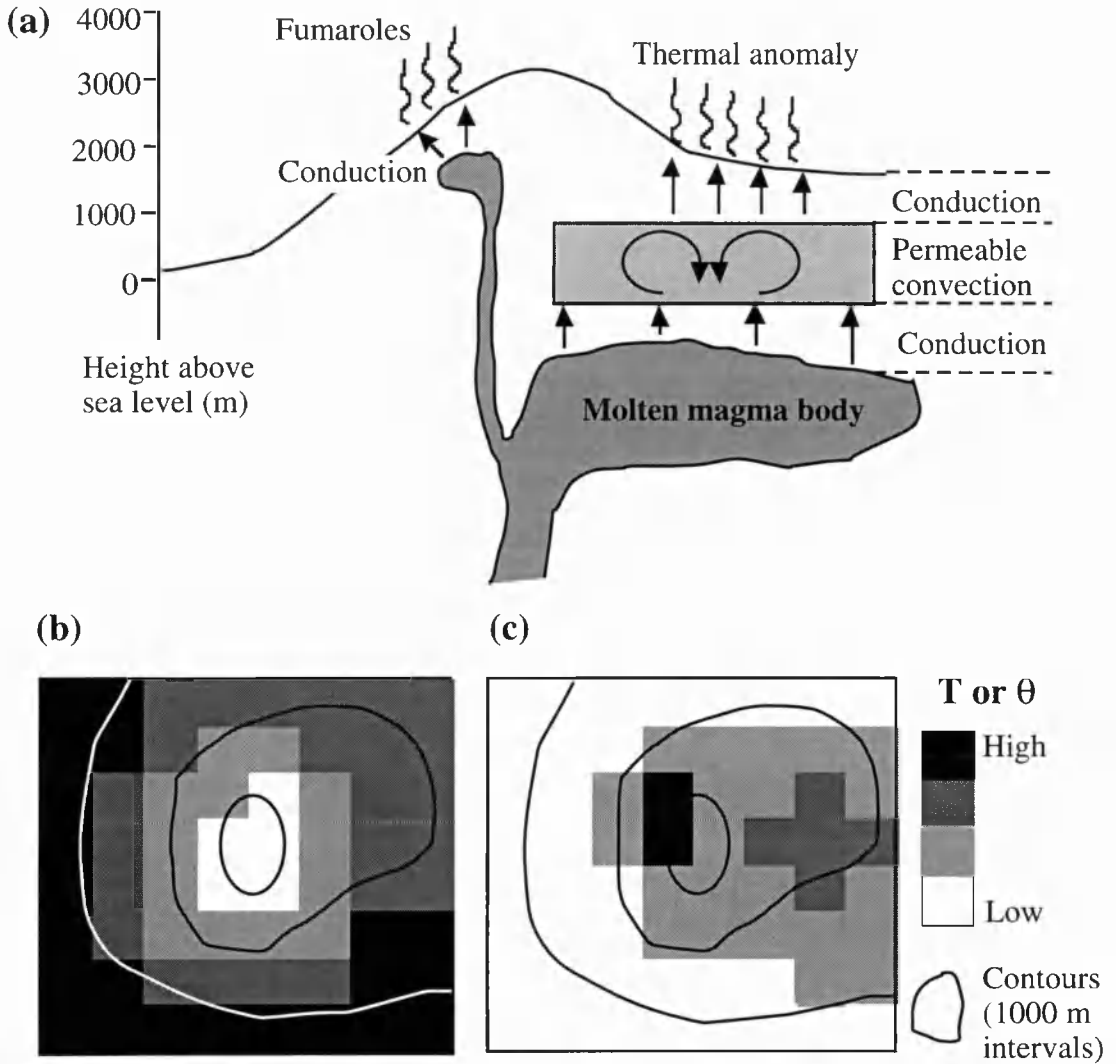 (a)
4000
3000
2000
1000
0
Height above
sea level (m)
Fumaroles
Conduction
Thermal anomaly
Conduction
Permeable
convection
Conduction
Molten magma body
(b)
(c)
T or θ
High
Low
Contours
(1000 m
intervals)